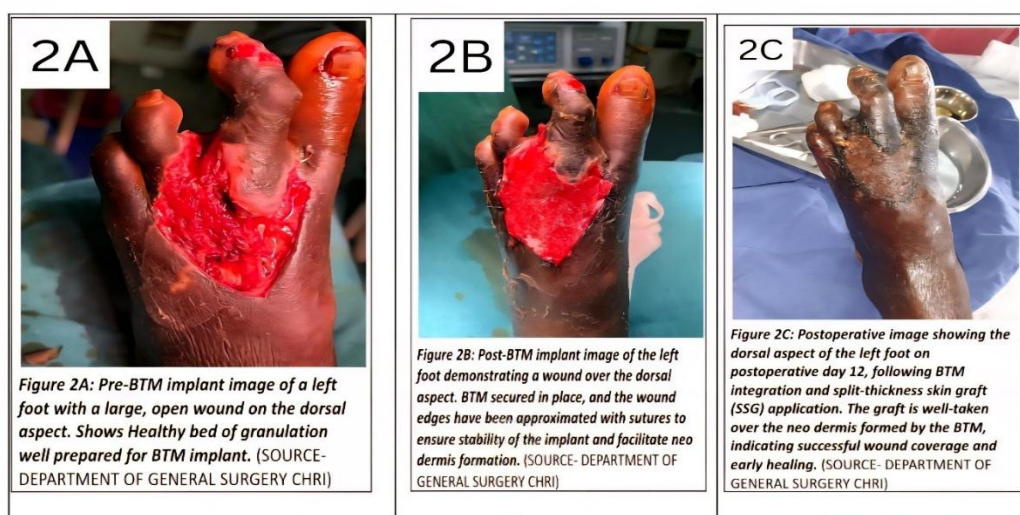 2A
Figure 2A: Pre-BTM implant image of a left
foot with a large, open wound on the dorsal
aspect. Shows Healthy bed of granulation
well prepared for BTM implant. (SOURCE-
DEPARTMENT OF GENERAL SURGERY CHRI)
2B
Figure 2B: Post-BTM implant image of the left
foot demonstrating a wound over the dorsal
aspect. BTM secured in place, and the wound
edges have been approximated with sutures to
ensure stability of the implant and facilitate neo
dermis formation. (SOURCE- DEPARTMENT OF
GENERAL SURGERY CHRI)
2C
Figure 2C: Postoperative image showing the
dorsal aspect of the left foot on
postoperative day 12, following BTM
integration and split-thickness skin graft
(SSG) application. The graft is well-taken
over the neo dermis formed by the BTM,
indicating successful wound coverage and
early healing. (SOURCE- DEPARTMENT OF
GENERAL SURGERY CHRI)